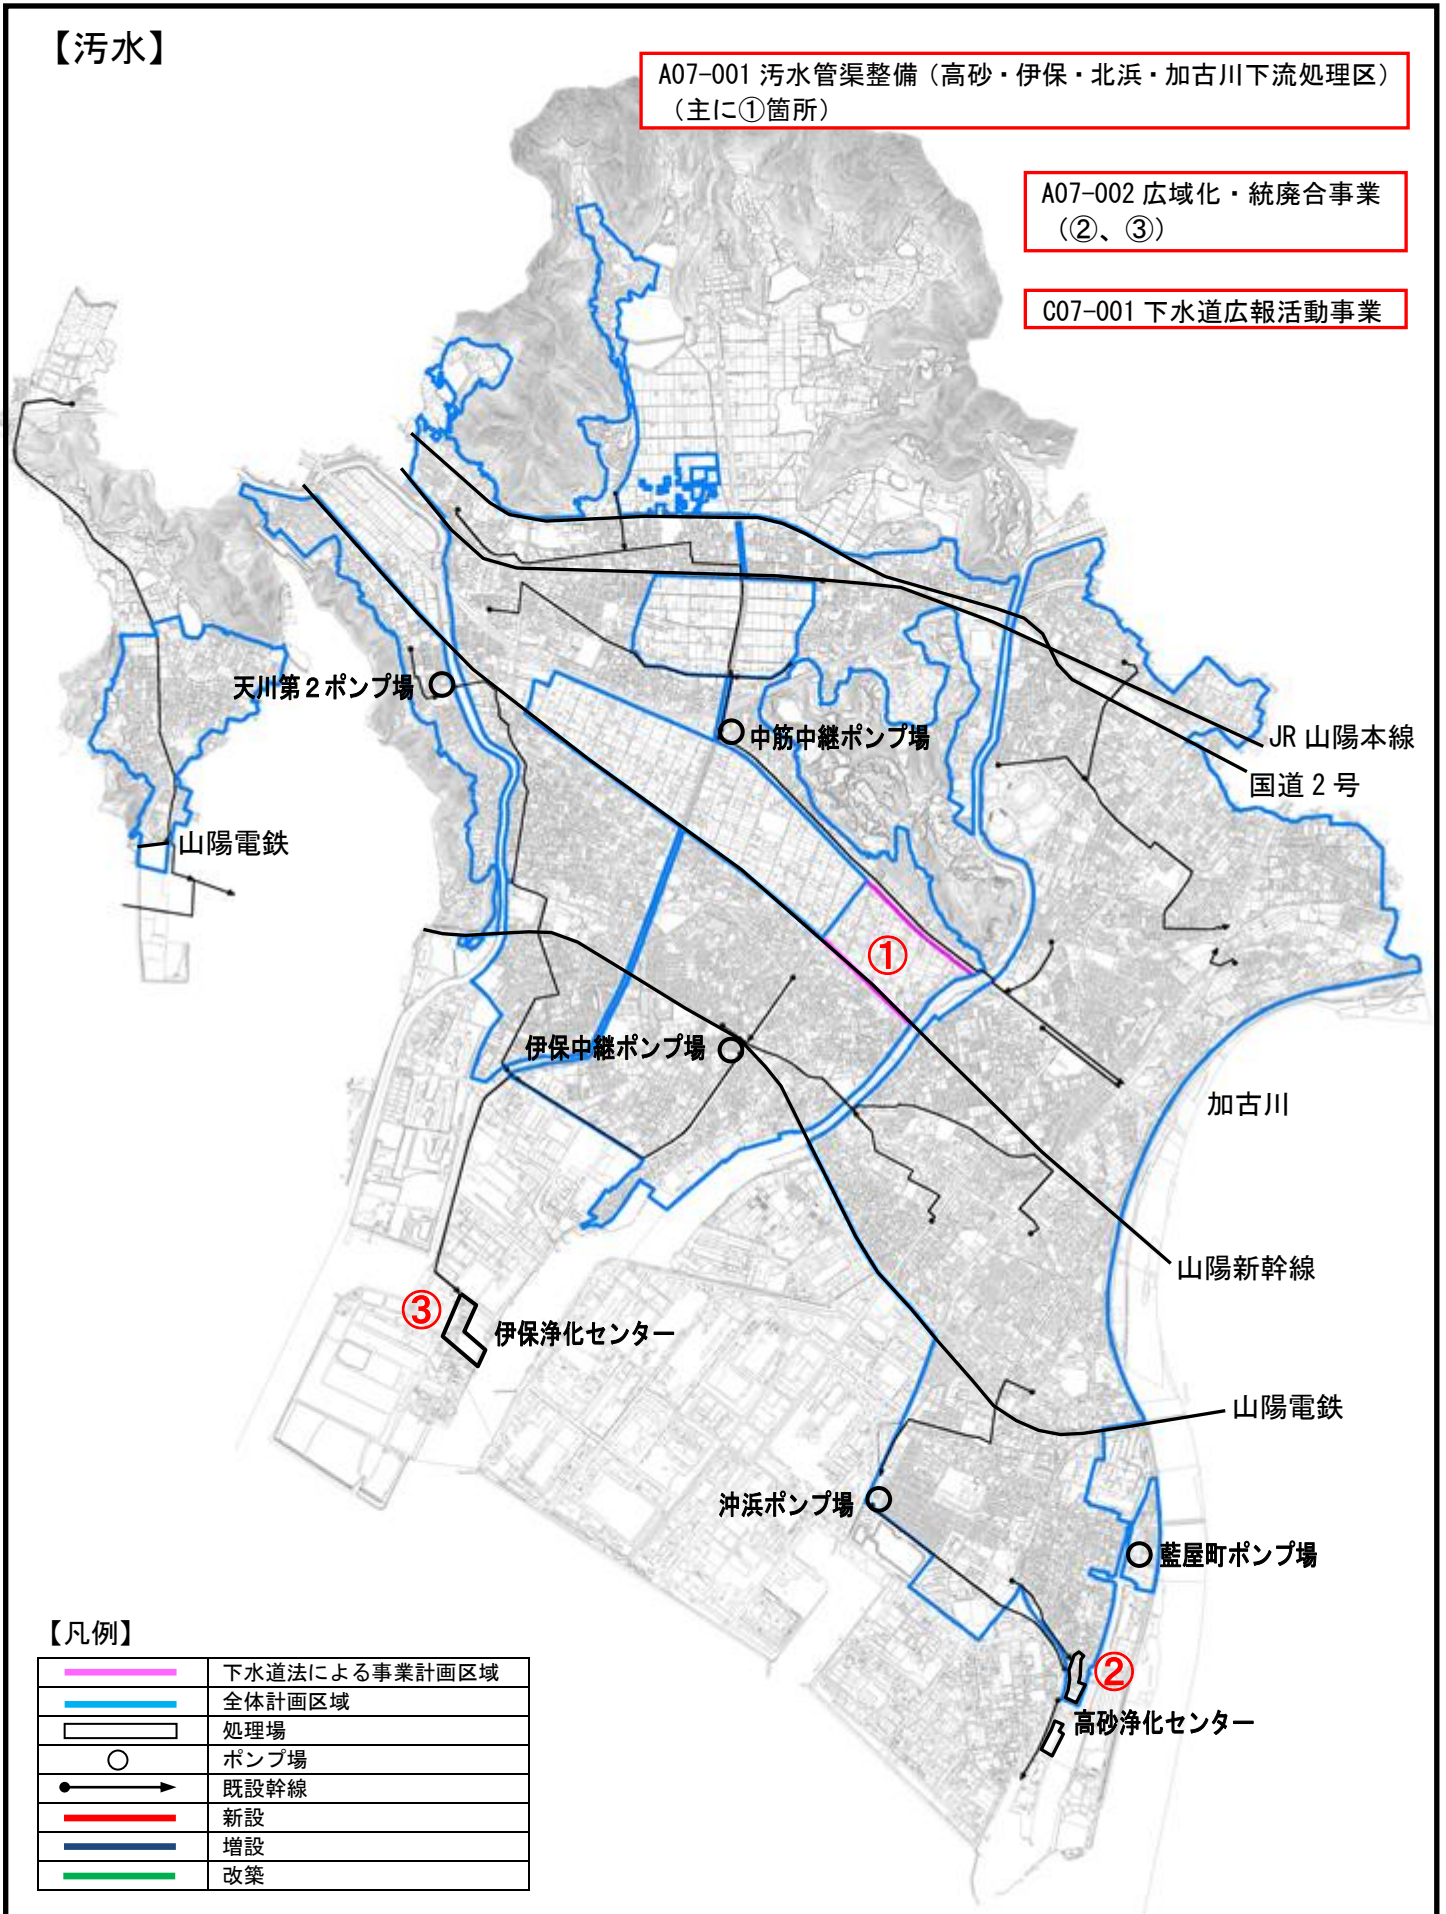 【汚水】
A07-001 汚水管渠整備（高砂・伊保・北浜・加古川下流処理区）
（主に①箇所）
A07-002 広域化・統廃合事業
（②、③）
C07-001 下水道広報活動事業
天川第２ポンプ場
中筋中継ポンプ場
JR 山陽本線
国道 2 号
山陽電鉄
①
伊保中継ポンプ場
加古川
山陽新幹線
③
伊保浄化センター
山陽電鉄
沖浜ポンプ場
藍屋町ポンプ場
②
高砂浄化センター
【凡例】
下水道法による事業計画区域
全体計画区域
処理場
ポンプ場
既設幹線
新設
増設
改築